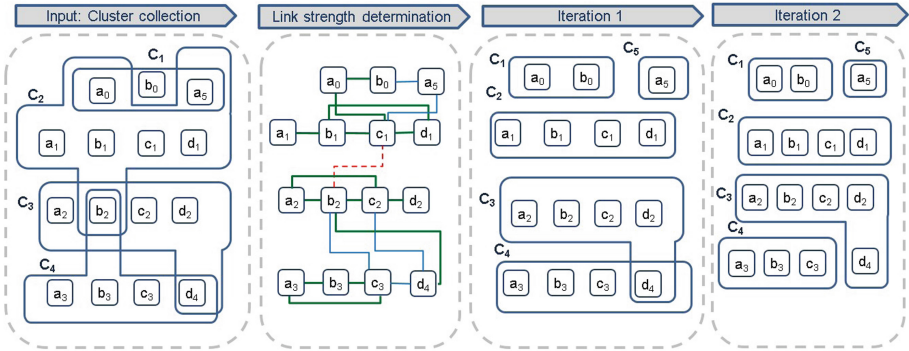 Input: Cluster collection
Link strength determination
Iteration 1
Iteration 2
C1
C2
a0 b0 a5
a1 b1 c1 d1
C3
a2 b2 c2 d2
C4
a3 b3 c3 d4
a0 b0 a5
a1 b1 c1 d1
a2 b2 c2 d2
a3 b3 c3 d4
C1 C5
a0 b0 a5
C2
a1 b1 c1 d1
C3
a2 b2 c2 d2
C4
a3 b3 c3 d4
C1 C5
a0 b0 a5
C2
a1 b1 c1 d1
C3
a2 b2 c2 d2
C4
a3 b3 c3 d4